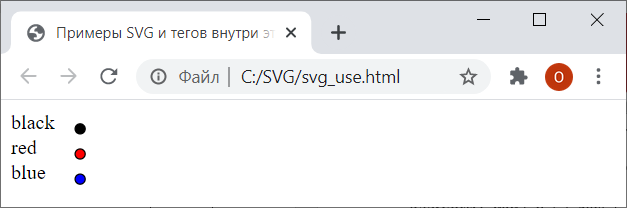 Примеры SVG и тегов внутри эт
Файл | C:/SVG/svg_use.html
О
black
red
blue